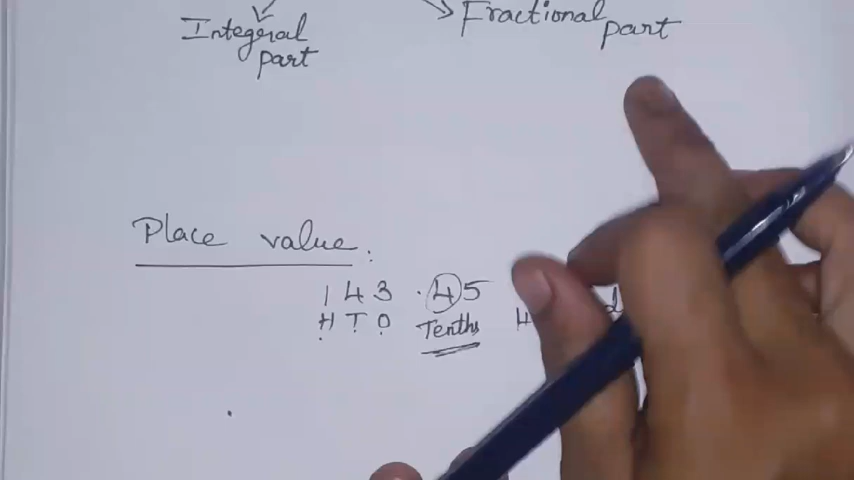 Integral Fractional
part part
Place value :
143 .45
H T O Tenths H